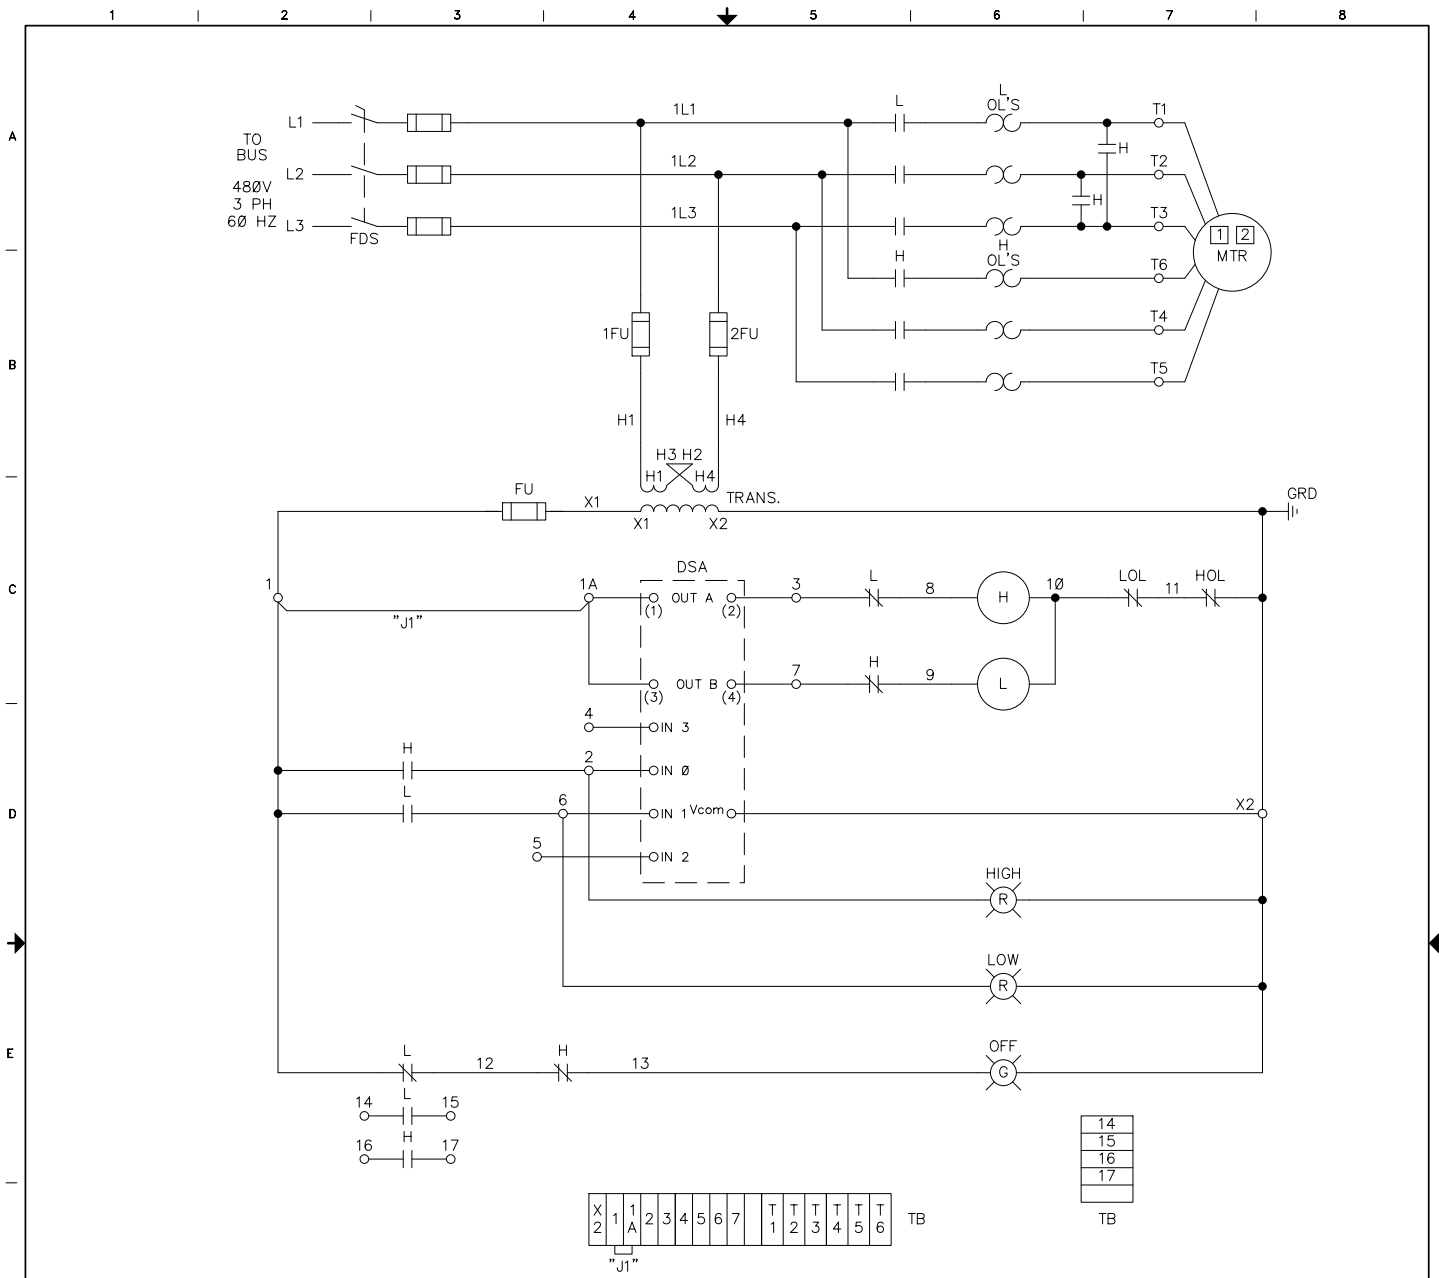 1 2 3 4 5 6 7 8
A
L1 1L1 L L T1
OL'S
TO
BUS
H
L2 1L2 T2
480V
3 PH
60 HZ
H
L3 1L3 T3
FDS
1 2
MTR
H H T6
OL'S
T4
1FU 2FU
B
T5
H1 H4
H3 H2
H1 H4
FU X1 TRANS. GRD
X1 X2
DSA
C
1 1A OUT A 3 L 8 H 10 LOL 11 HOL
(1) (2)
"J1"
OUT B 7 H 9 L
(3) (4)
4 IN 3
H 2 IN 0
D
L 6 IN 1 Vcom X2
5 IN 2
HIGH
R
LOW
R
E
L 12 H 13 OFF
G
14 L 15
16 H 17
14
15
16
17
TB
X2 1 1A 2 3 4 5 6 7 T1 T2 T3 T4 T5 T6 TB
"J1"